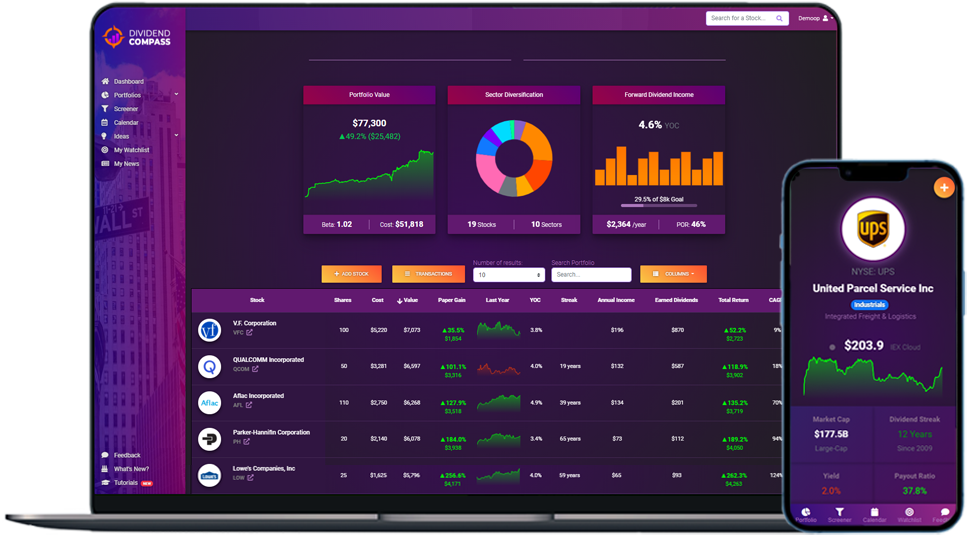 DIVIDEND
COMPASS
Search for a Stock...
Demoop
Dashboard
Portfolios
Screener
Calendar
Ideas
My Watchlist
My News
Feedback
What's New?
Tutorials NEW
WALL ST
Portfolio Value
$77,300
▲49.2% ($25,482)
Beta: 1.02
Cost: $51,818
Sector Diversification
19 Stocks
10 Sectors
Forward Dividend Income
4.6% YOC
29.5% of $8k Goal
$2,364 /year
POR: 46%
+ ADD STOCK
TRANSACTIONS
Number of results:
10
Search Portfolio
Search...
COLUMNS
Stock Shares Cost Value Paper Gain Last Year YOC Streak Annual Income Earned Dividends Total Return CAG
V.F. Corporation
VFC
100 $5,220 $7,073 ▲35.5% 3.8% $196 $870 ▲52.2% 9%
$1,854 $2,723
QUALCOMM Incorporated
QCOM
50 $3,281 $6,597 ▲101.1% 4.0% 19 years $132 $587 ▲118.9% 18%
$3,316 $3,902
Aflac
Aflac Incorporated
AFL
110 $2,750 $6,268 ▲127.9% 4.9% 39 years $134 $201 ▲135.2% 70%
$3,518 $3,719
Parker-Hannifin Corporation
PH
20 $2,140 $6,078 ▲184.0% 3.4% 65 years $73 $112 ▲189.2% 94%
$3,938 $4,050
LOWE'S
Lowe's Companies, Inc
LOW
25 $1,625 $5,796 ▲256.6% 4.0% 59 years $65 $93 ▲262.3% 124%
$4,171 $4,263
+
ups
NYSE: UPS
United Parcel Service Inc
Industrials
Integrated Freight & Logistics
$203.9 IEX Cloud
Market Cap
$177.5B
Large-Cap
Dividend Streak
12 Years
Since 2009
Yield
2.0%
Payout Ratio
37.8%
Portfolio Screener Calendar Watchlist Feedb